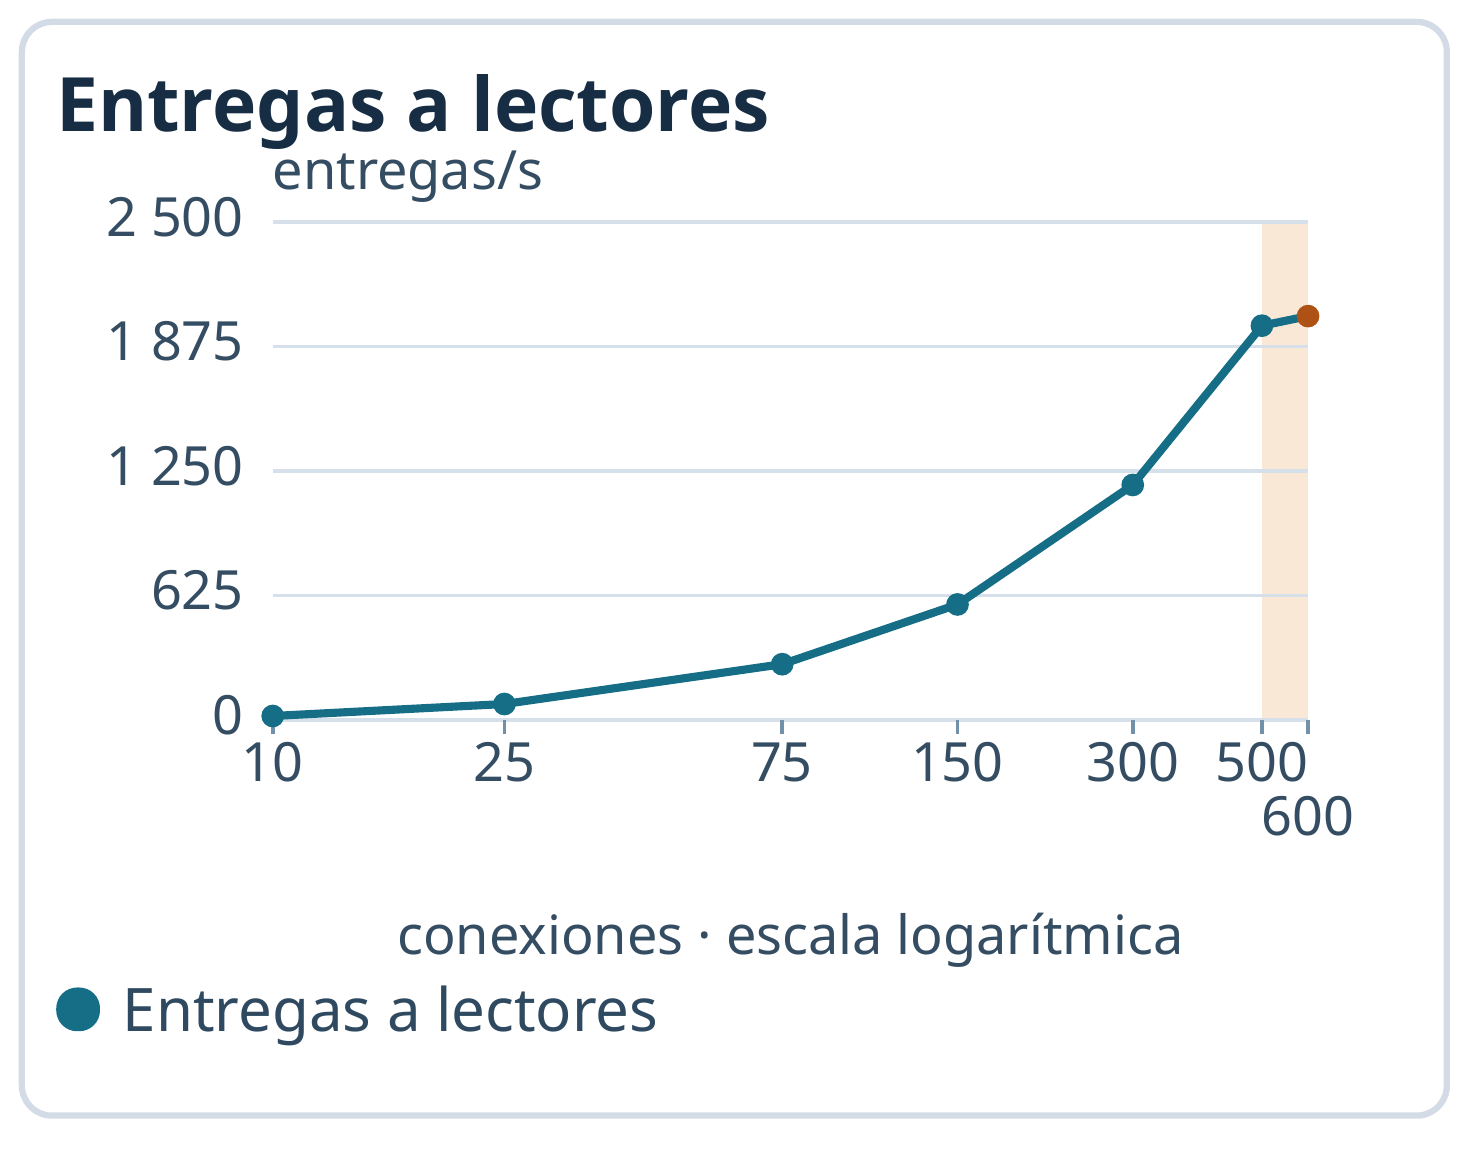 Entregas a lectores
entregas/s
2 500
1 875
1 250
625
0
10 25 75 150 300 500
600
conexiones · escala logarítmica
Entregas a lectores